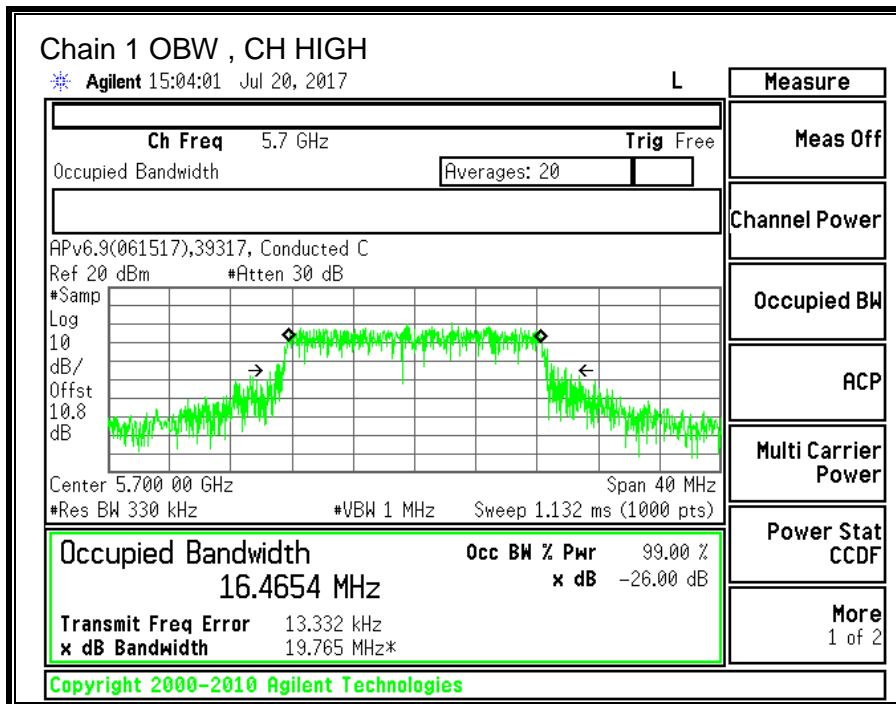 Chain 1 OBW , CH HIGH
Agilent 15:04:01 Jul 20, 2017 L
Measure
Ch Freq 5.7 GHz Trig Free
Occupied Bandwidth Averages: 20
APv6.9(061517),39317, Conducted C
Ref 20 dBm #Atten 30 dB
#Samp
Log
10
dB/
Offst
10.8
dB
Center 5.700 00 GHz Span 40 MHz
#Res BW 330 kHz #VBW 1 MHz Sweep 1.132 ms (1000 pts)
Occupied Bandwidth
16.4654 MHz
Occ BW % Pwr 99.00 %
x dB -26.00 dB
Transmit Freq Error 13.332 kHz
x dB Bandwidth 19.765 MHz*
Meas Off
Channel Power
Occupied BW
ACP
Multi Carrier
Power
Power Stat
CCDF
More
1 of 2
Copyright 2000-2010 Agilent Technologies